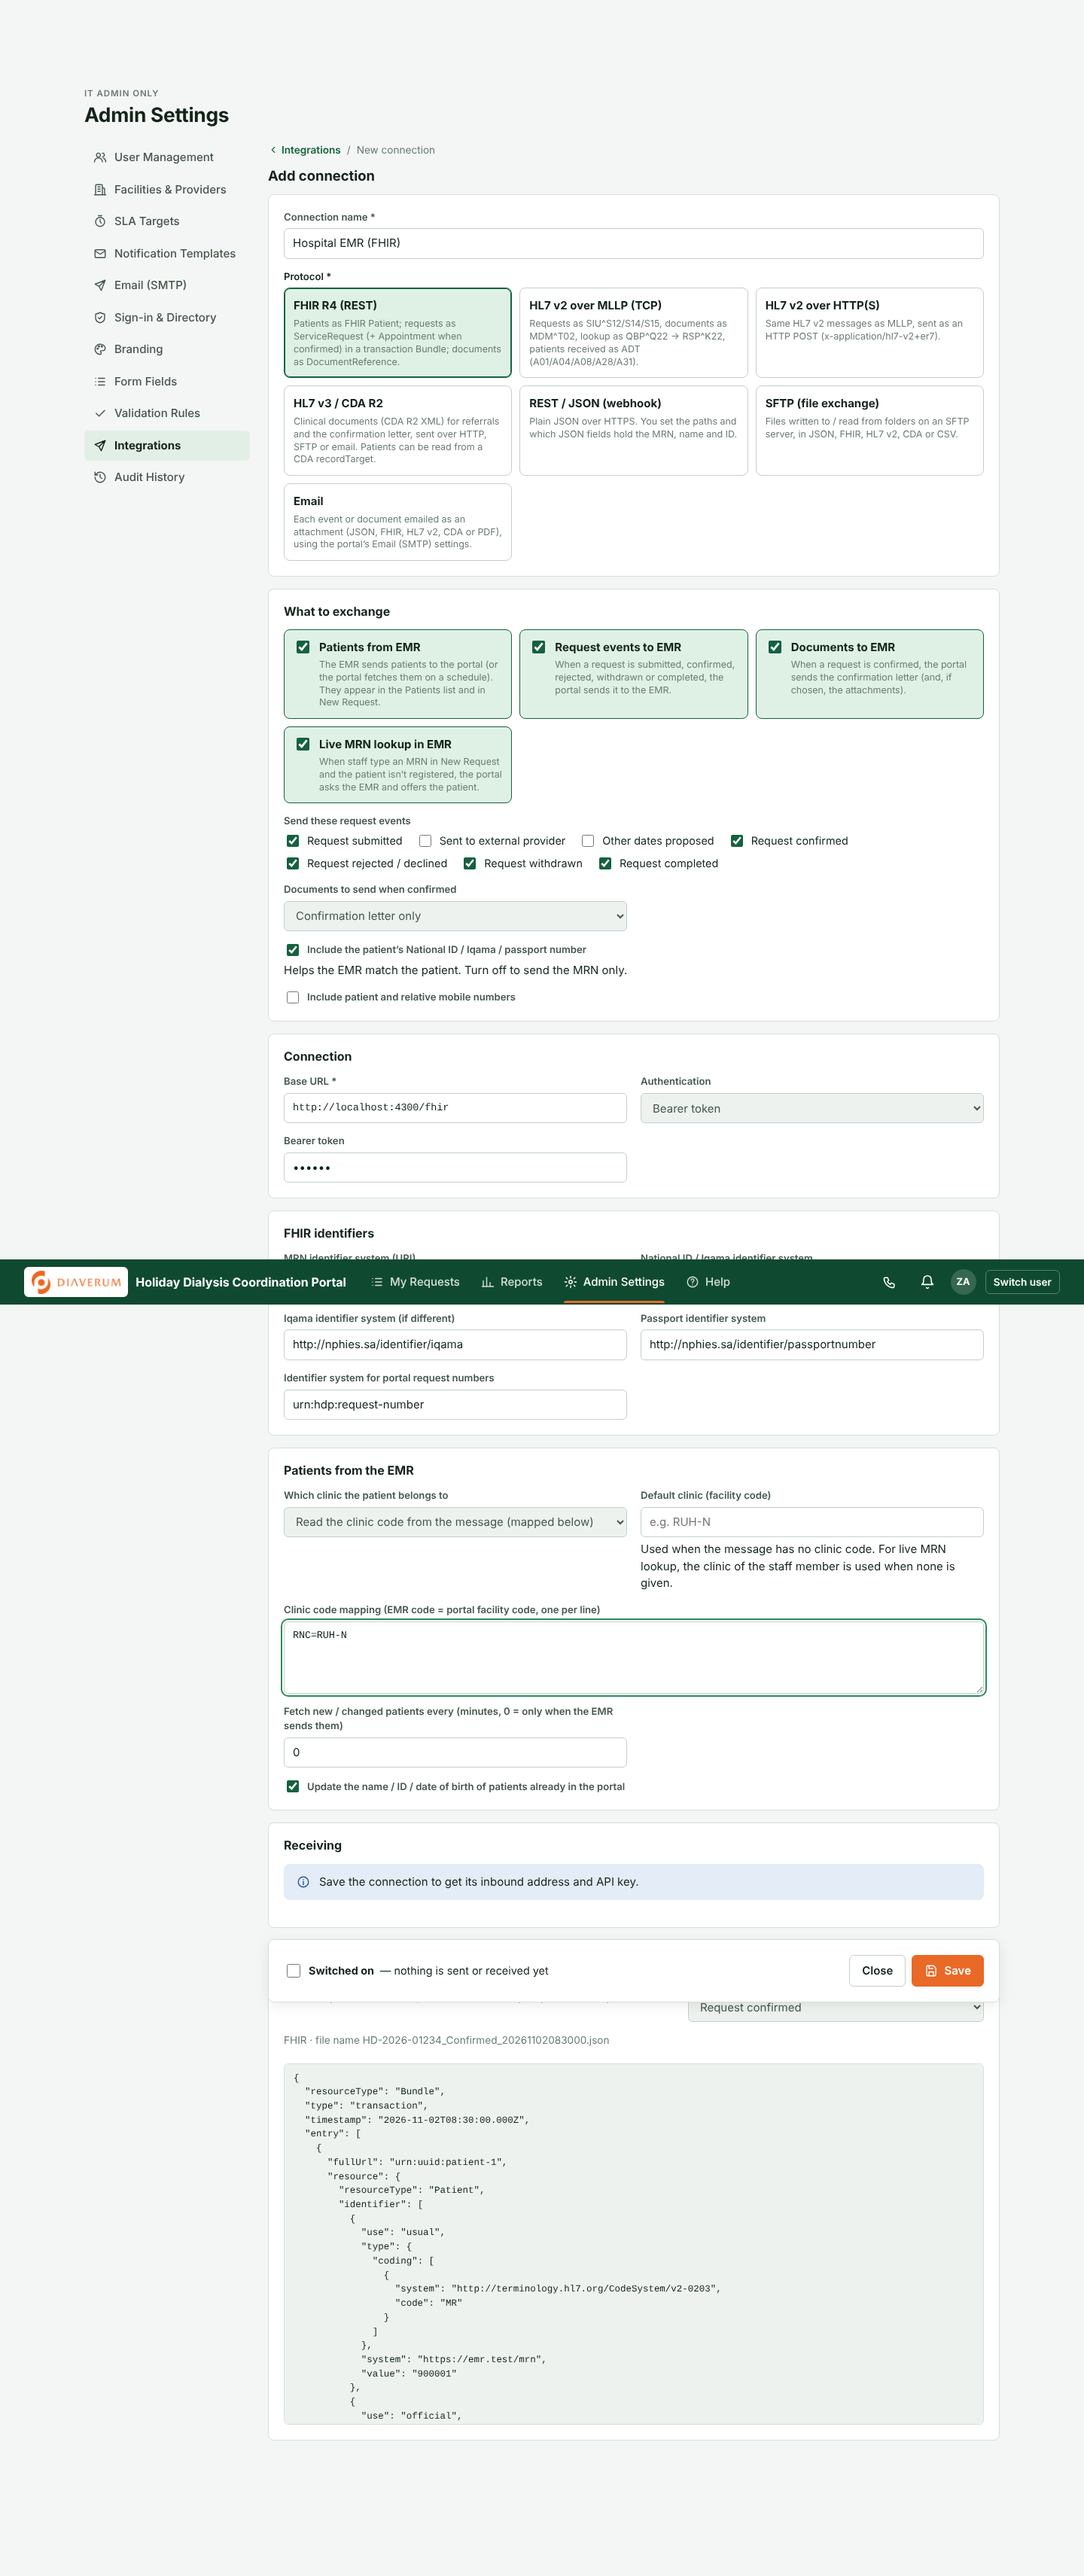 IT ADMIN ONLY
Admin Settings
User Management
Facilities & Providers
SLA Targets
Notification Templates
Email (SMTP)
Sign-in & Directory
Branding
Form Fields
Validation Rules
Integrations
Audit History
Integrations / New connection
Add connection
Connection name *
Hospital EMR (FHIR)
Protocol *
FHIR R4 (REST)
Patients as FHIR Patient; requests as
ServiceRequest (+ Appointment when
confirmed) in a transaction Bundle; documents
as DocumentReference.
HL7 v2 over MLLP (TCP)
Requests as SIU^S12/S14/S15, documents as
MDM^T02, lookup as QBP^Q22 → RSP^K22,
patients received as ADT
(A01/A04/A08/A28/A31).
HL7 v2 over HTTP(S)
Same HL7 v2 messages as MLLP, sent as an
HTTP POST (x-application/hl7-v2+er7).
HL7 v3 / CDA R2
Clinical documents (CDA R2 XML) for referrals
and the confirmation letter, sent over HTTP,
SFTP or email. Patients can be read from a
CDA recordTarget.
REST / JSON (webhook)
Plain JSON over HTTPS. You set the paths and
which JSON fields hold the MRN, name and ID.
SFTP (file exchange)
Files written to / read from folders on an SFTP
server, in JSON, FHIR, HL7 v2, CDA or CSV.
Email
Each event or document emailed as an
attachment (JSON, FHIR, HL7 v2, CDA or PDF),
using the portal's Email (SMTP) settings.
What to exchange
Patients from EMR
The EMR sends patients to the portal (or
the portal fetches them on a schedule).
They appear in the Patients list and in
New Request.
Request events to EMR
When a request is submitted, confirmed,
rejected, withdrawn or completed, the
portal sends it to the EMR.
Documents to EMR
When a request is confirmed, the portal
sends the confirmation letter (and, if
chosen, the attachments).
Live MRN lookup in EMR
When staff type an MRN in New Request
and the patient isn't registered, the portal
asks the EMR and offers the patient.
Send these request events
Request submitted Sent to external provider Other dates proposed Request confirmed
Request rejected / declined Request withdrawn Request completed
Documents to send when confirmed
Confirmation letter only
Include the patient's National ID / Iqama / passport number
Helps the EMR match the patient. Turn off to send the MRN only.
Include patient and relative mobile numbers
Connection
Base URL *
http://localhost:4300/fhir
Authentication
Bearer token
Bearer token
••••••
FHIR identifiers
MRN identifier system (URI)
National ID / Iqama identifier system
DIAVERUM Holiday Dialysis Coordination Portal My Requests Reports Admin Settings Help ZA Switch user
Iqama identifier system (if different)
http://nphies.sa/identifier/iqama
Passport identifier system
http://nphies.sa/identifier/passportnumber
Identifier system for portal request numbers
urn:hdp:request-number
Patients from the EMR
Which clinic the patient belongs to
Read the clinic code from the message (mapped below)
Default clinic (facility code)
e.g. RUH-N
Used when the message has no clinic code. For live MRN
lookup, the clinic of the staff member is used when none is
given.
Clinic code mapping (EMR code = portal facility code, one per line)
RNC=RUH-N
Fetch new / changed patients every (minutes, 0 = only when the EMR
sends them)
0
Update the name / ID / date of birth of patients already in the portal
Receiving
Save the connection to get its inbound address and API key.
Switched on — nothing is sent or received yet
Close
Save
Request confirmed
FHIR · file name HD-2026-01234_Confirmed_20261102083000.json
{
"resourceType": "Bundle",
"type": "transaction",
"timestamp": "2026-11-02T08:30:00.000Z",
"entry": [
{
"fullUrl": "urn:uuid:patient-1",
"resource": {
"resourceType": "Patient",
"identifier": [
{
"use": "usual",
"type": {
"coding": [
{
"system": "http://terminology.hl7.org/CodeSystem/v2-0203",
"code": "MR"
}
]
},
"system": "https://emr.test/mrn",
"value": "900001"
},
{
"use": "official",